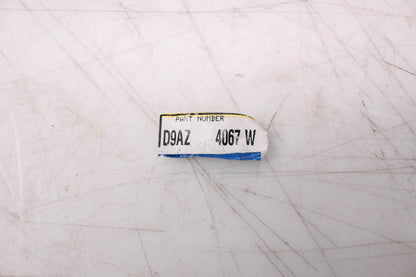 PART NUMBER
D9AZ 4067 W